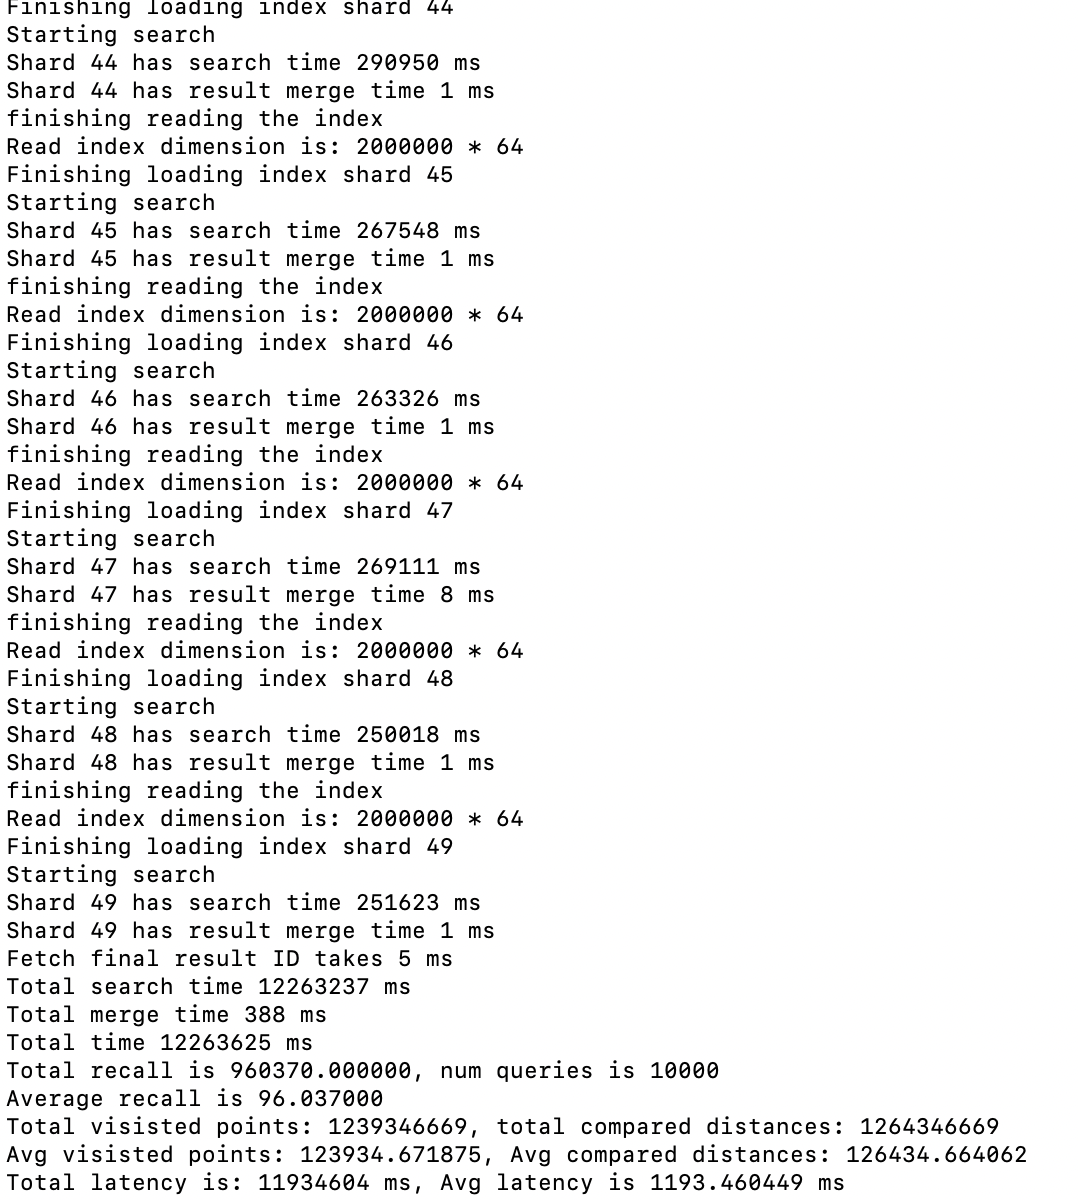 Finishing loading index shard 44
Starting search
Shard 44 has search time 290950 ms
Shard 44 has result merge time 1 ms
finishing reading the index
Read index dimension is: 2000000 * 64
Finishing loading index shard 45
Starting search
Shard 45 has search time 267548 ms
Shard 45 has result merge time 1 ms
finishing reading the index
Read index dimension is: 2000000 * 64
Finishing loading index shard 46
Starting search
Shard 46 has search time 263326 ms
Shard 46 has result merge time 1 ms
finishing reading the index
Read index dimension is: 2000000 * 64
Finishing loading index shard 47
Starting search
Shard 47 has search time 269111 ms
Shard 47 has result merge time 8 ms
finishing reading the index
Read index dimension is: 2000000 * 64
Finishing loading index shard 48
Starting search
Shard 48 has search time 250018 ms
Shard 48 has result merge time 1 ms
finishing reading the index
Read index dimension is: 2000000 * 64
Finishing loading index shard 49
Starting search
Shard 49 has search time 251623 ms
Shard 49 has result merge time 1 ms
Fetch final result ID takes 5 ms
Total search time 12263237 ms
Total merge time 388 ms
Total time 12263625 ms
Total recall is 960370.000000, num queries is 10000
Average recall is 96.037000
Total visisted points: 1239346669, total compared distances: 1264346669
Avg visisted points: 123934.671875, Avg compared distances: 126434.664062
Total latency is: 11934604 ms, Avg latency is 1193.460449 ms